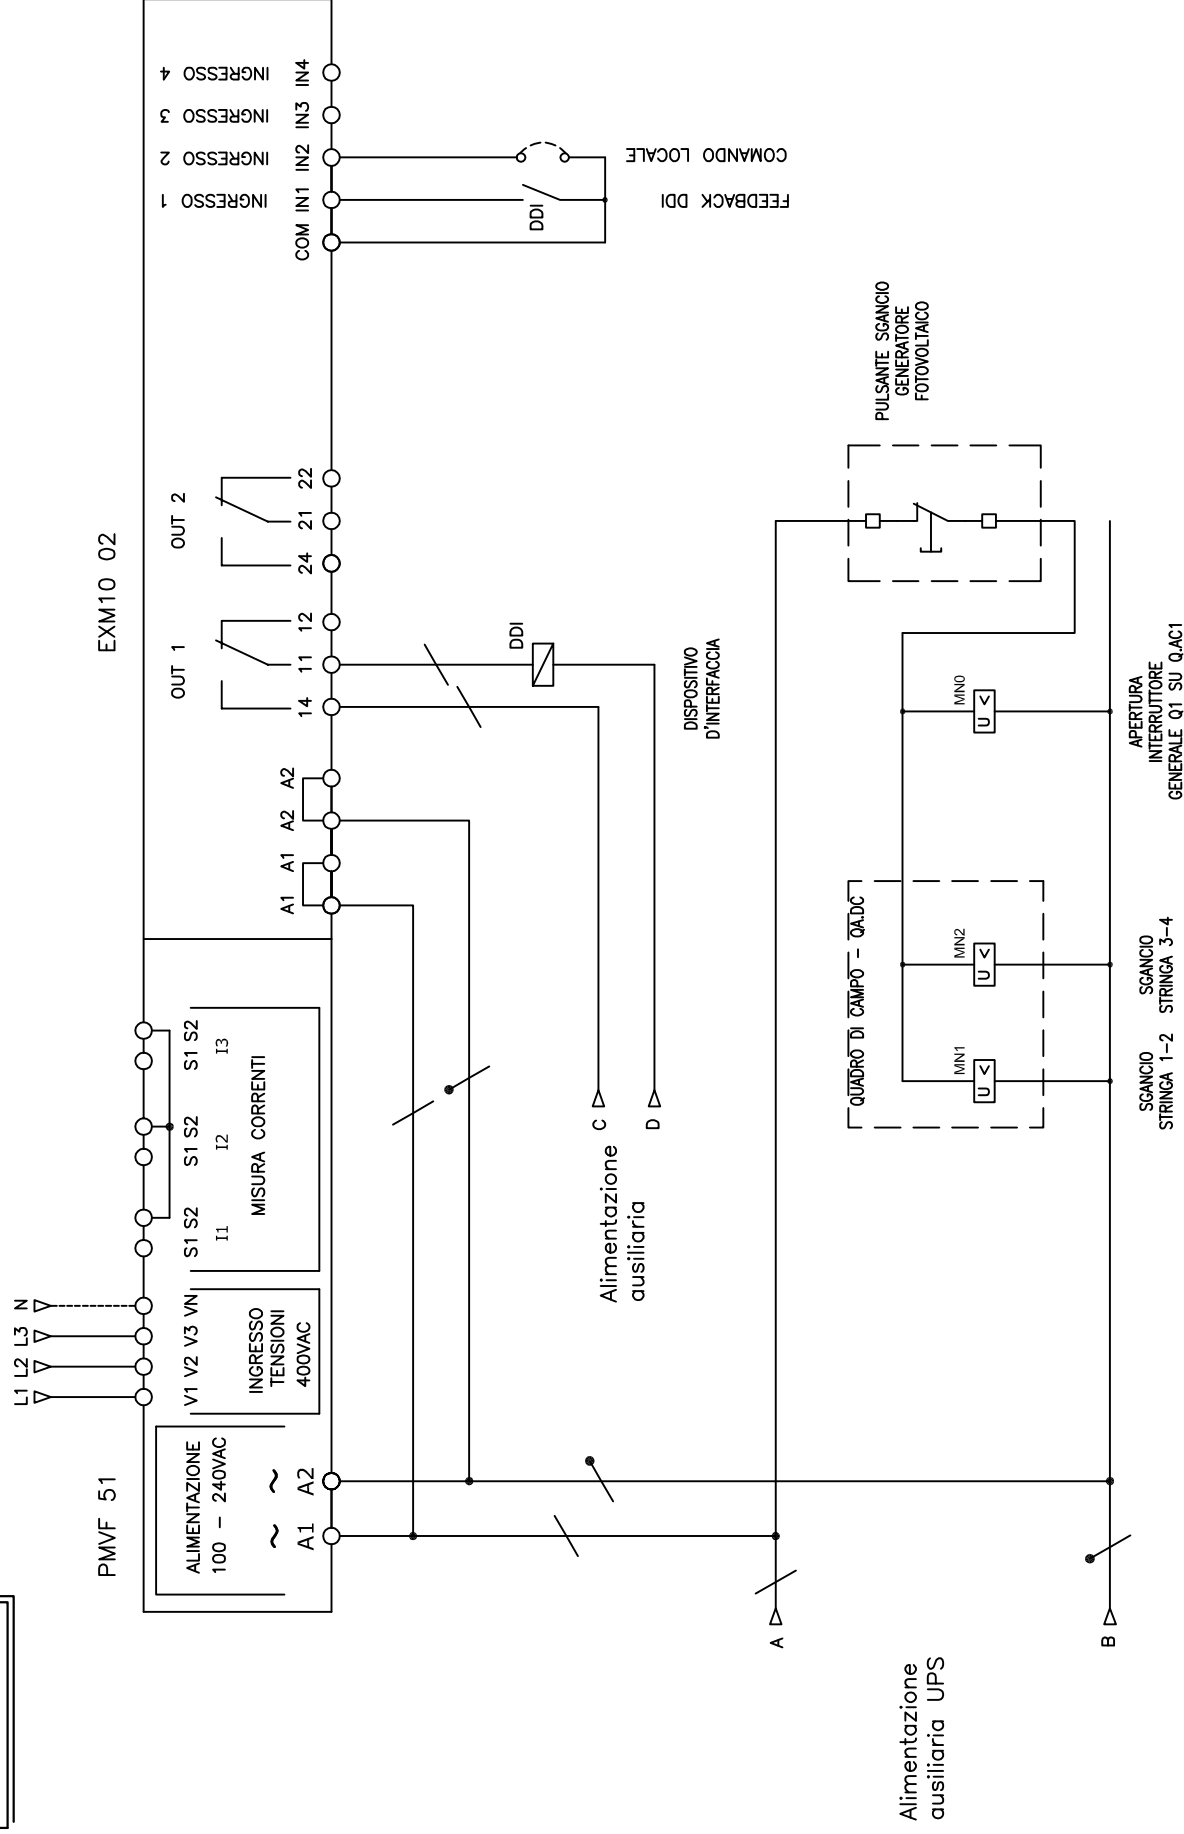 PMVF 51
EXM10 02
L1 L2 L3 N
ALIMENTAZIONE
100 - 240VAC
~ ~
A1 A2
V1 V2 V3 VN
INGRESSO
TENSIONI
400VAC
S1 S2 S1 S2 S1 S2
I1 I2 I3
MISURA CORRENTI
A1 A1 A2 A2
OUT 1
14 11 12
OUT 2
24 21 22
INGRESSO 1
INGRESSO 2
INGRESSO 3
INGRESSO 4
COM IN1 IN2 IN3 IN4
DDI
FEEDBACK DDI
COMANDO LOCALE
DDI
DISPOSITIVO
D'INTERFACCIA
C
D
Alimentazione
ausiliaria
A
B
Alimentazione
ausiliaria UPS
QUADRO DI CAMPO - QA.DC
MN1
U <
MN2
U <
MN0
U <
PULSANTE SGANCIO
GENERATORE
FOTOVOLTAICO
SGANCIO
STRINGA 1-2
SGANCIO
STRINGA 3-4
APERTURA
INTERRUTTORE
GENERALE Q1 SU Q.AC1